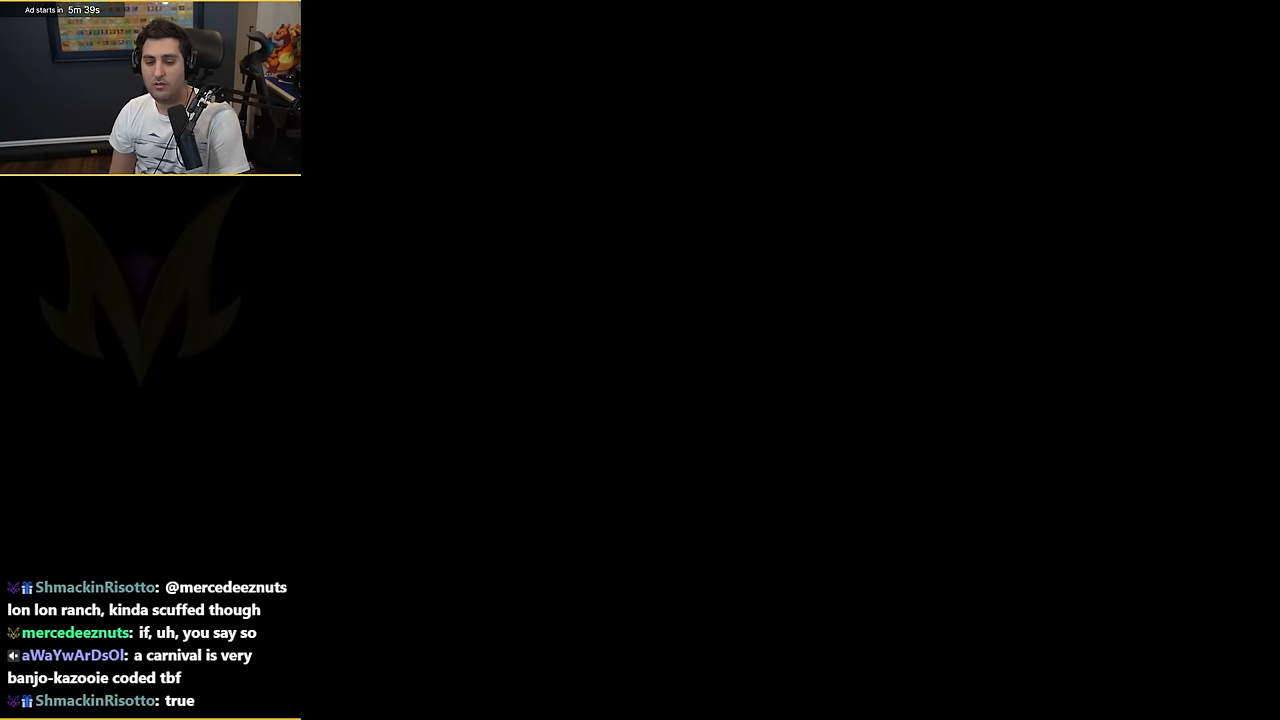 Ad starts in 5m 39s
ShmackinRisotto: @mercedeeznuts
lon lon ranch, kinda scuffed though
mercedeeznuts: if, uh, you say so
aWaYwArDsOl: a carnival is very
banjo-kazooie coded tbf
ShmackinRisotto: true